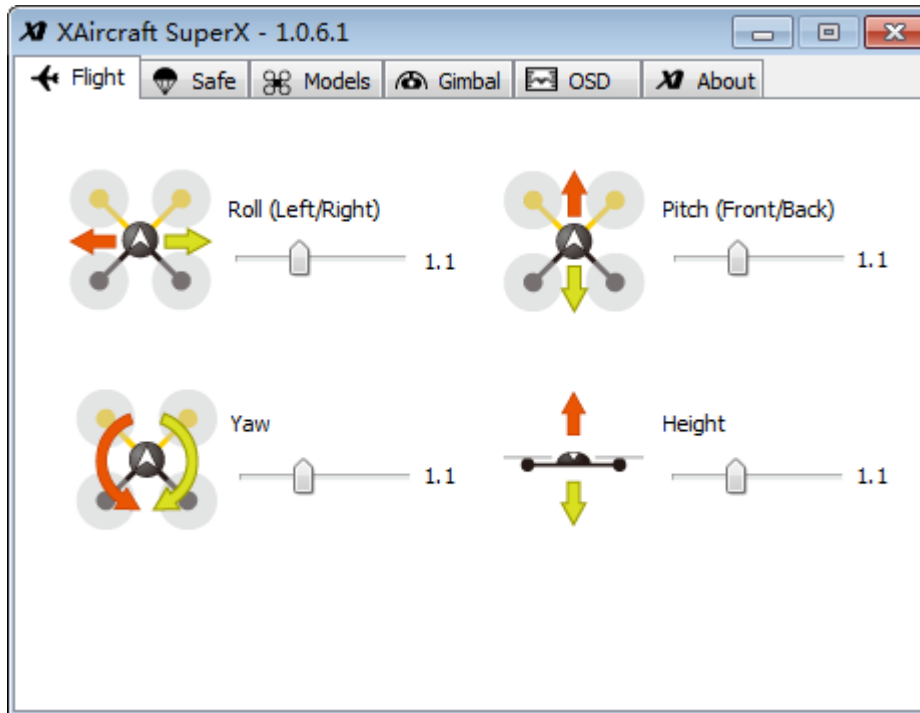 XAircraft SuperX - 1.0.6.1
Flight Safe Models Gimbal OSD About
Roll (Left/Right)
1.1
Pitch (Front/Back)
1.1
Yaw
1.1
Height
1.1